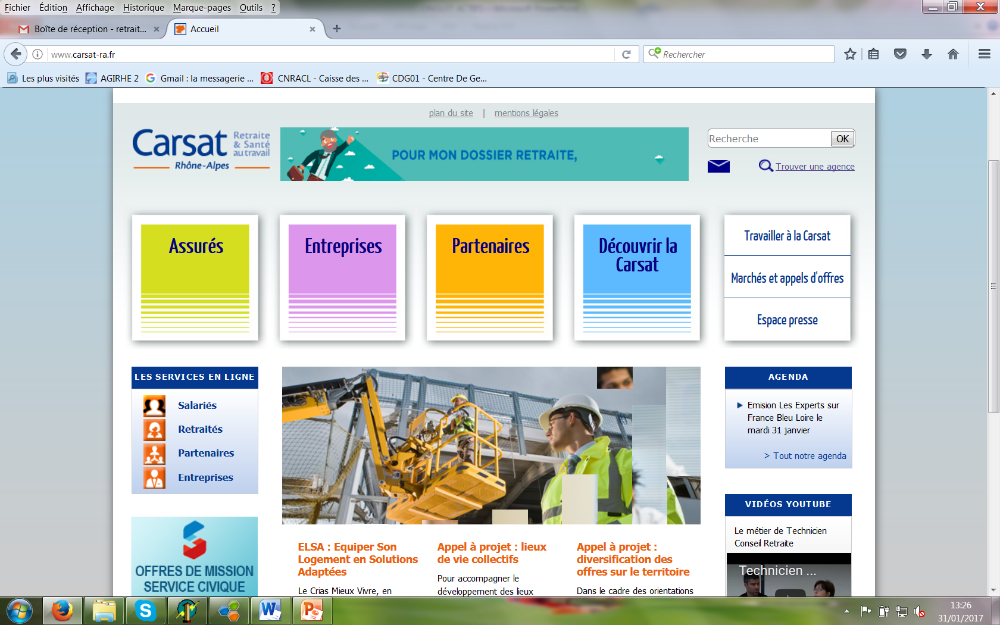 Fichier Édition Affichage Historique Marque-pages Outils ?
Boîte de réception - retrait... Accueil
www.carsat-ra.fr Rechercher
Les plus visités AGIRHE 2 Gmail : la messagerie ... CNRACL - Caisse des ... CDG01 - Centre De Ge...
plan du site | mentions légales
Carsat Retraite
& Santé
au travail
Rhône-Alpes
POUR MON DOSSIER RETRAITE,
Recherche OK
Trouver une agence
Assurés
Entreprises
Partenaires
Découvrir la
Carsat
Travailler à la Carsat
Marchés et appels d'offres
Espace presse
LES SERVICES EN LIGNE
Salariés
Retraités
Partenaires
Entreprises
OFFRES DE MISSION
SERVICE CIVIQUE
ELSA : Equiper Son
Logement en Solutions
Adaptées
Le Crias Mieux Vivre, en
Appel à projet : lieux
de vie collectifs
Pour accompagner le
développement des lieux
Appel à projet :
diversification des
offres sur le territoire
Dans le cadre des orientations
AGENDA
Emision Les Experts sur
France Bleu Loire le
mardi 31 janvier
> Tout notre agenda
VIDÉOS YOUTUBE
Le métier de Technicien
Conseil Retraite
Technicien ...
13:26
31/01/2017